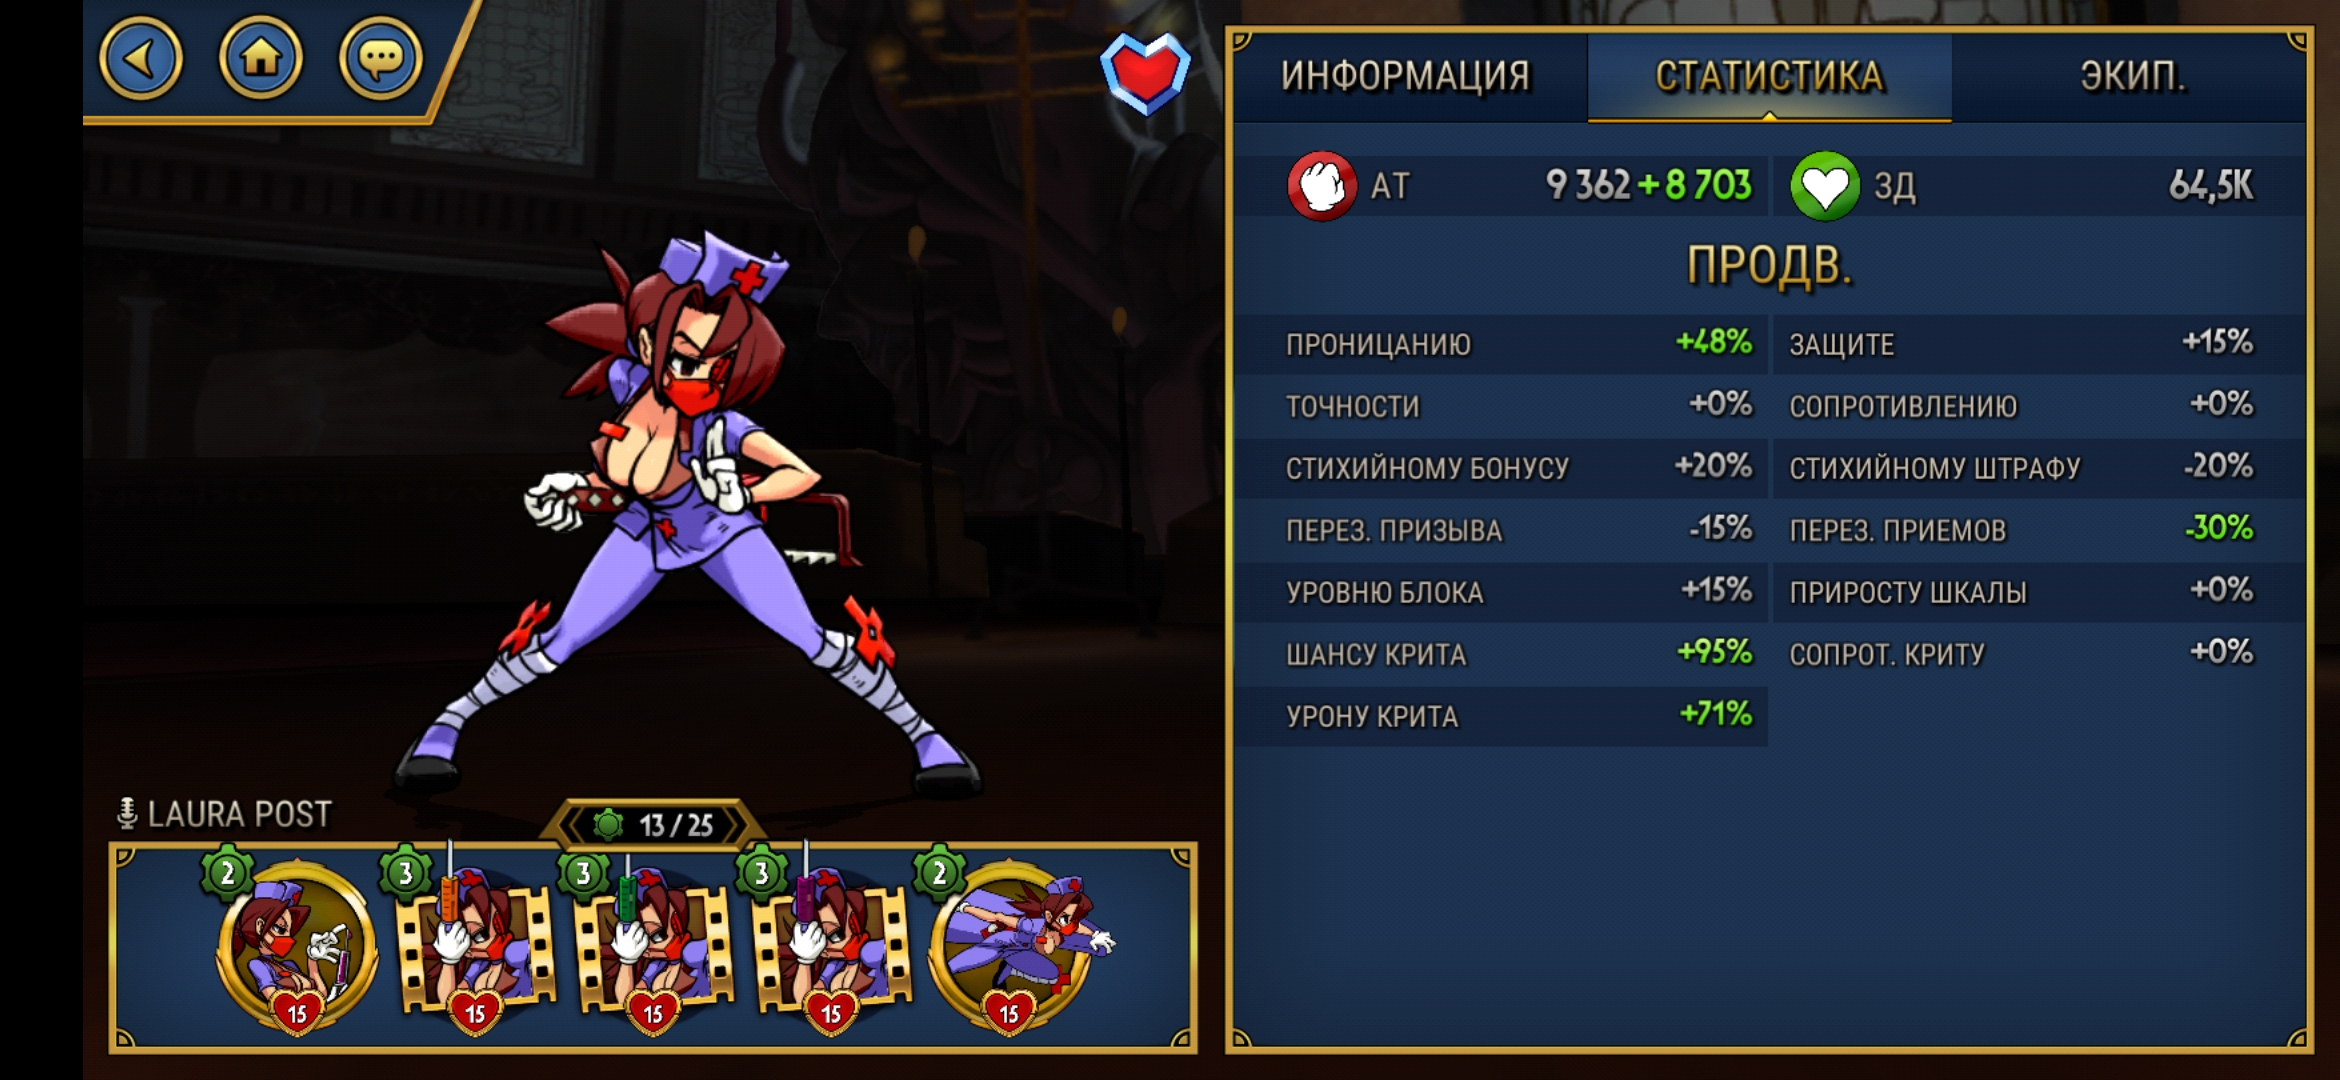 ИНФОРМАЦИЯ СТАТИСТИКА ЭКИП.
АТ 9 362 +8 703 ЗД 64,5K
ПРОДВ.
ПРОНИЦАНИЮ +48% ЗАЩИТЕ +15%
ТОЧНОСТИ +0% СОПРОТИВЛЕНИЮ +0%
СТИХИЙНОМУ БОНУСУ +20% СТИХИЙНОМУ ШТРАФУ -20%
ПЕРЕЗ. ПРИЗЫВА -15% ПЕРЕЗ. ПРИЕМОВ -30%
УРОВНЮ БЛОКА +15% ПРИРОСТУ ШКАЛЫ +0%
ШАНСУ КРИТА +95% СОПРОТ. КРИТУ +0%
УРОНУ КРИТА +71%
LAURA POST
13 / 25
2 3 3 3 2
15 15 15 15 15